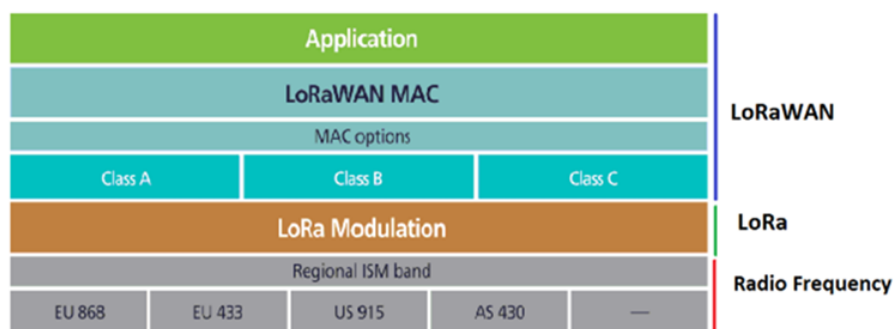 Application
LoRaWAN MAC
MAC options
Class A Class B Class C
LoRa Modulation
Regional ISM band
EU 868 EU 433 US 915 AS 430 —
LoRaWAN
LoRa
Radio Frequency